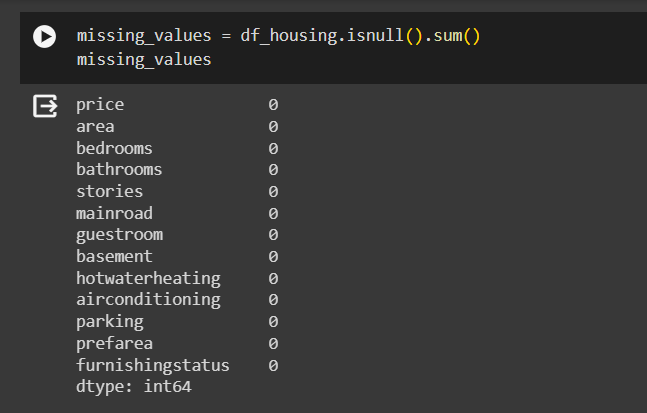 missing_values = df_housing.isnull().sum()
missing_values
price 0
area 0
bedrooms 0
bathrooms 0
stories 0
mainroad 0
guestroom 0
basement 0
hotwaterheating 0
airconditioning 0
parking 0
prefarea 0
furnishingstatus 0
dtype: int64